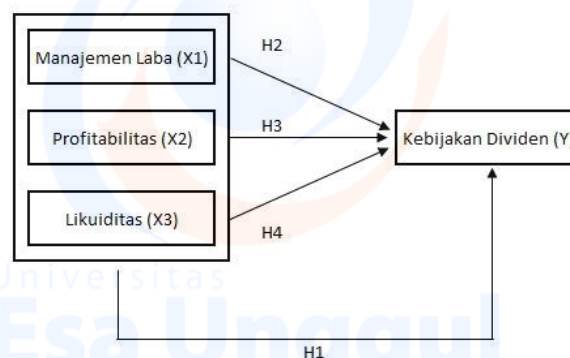 Manajemen Laba (X1)
H2
Profitabilitas (X2)
H3
Kebijakan Dividen (Y)
Likuiditas (X3)
H4
Universitas
Esa Unggul
H1